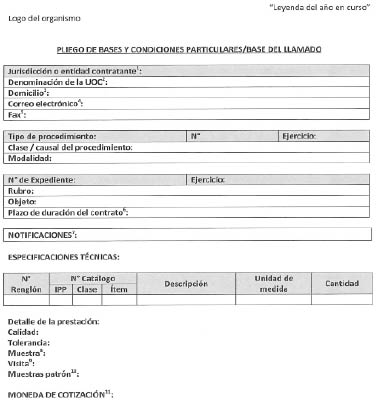 "Leyenda del año en curso"
Logo del organismo
PLIEGO DE BASES Y CONDICIONES PARTICULARES/BASE DEL LLAMADO
Jurisdicción o entidad contratante¹:
Denominación de la UOC²:
Domicilio³:
Correo electrónico⁴:
Fax⁵:
Tipo de procedimiento: N° Ejercicio:
Clase / causal del procedimiento:
Modalidad:
N° de Expediente: Ejercicio:
Rubro:
Objeto:
Plazo de duración del contrato⁶:
NOTIFICACIONES⁷:
ESPECIFICACIONES TÉCNICAS:
N° Renglón N° Catálogo Descripción Unidad de medida Cantidad
IPP Clase Ítem
Detalle de la prestación:
Calidad:
Tolerancia:
Muestra⁸:
Visita⁹:
Muestras patrón¹⁰:
MONEDA DE COTIZACIÓN¹¹: